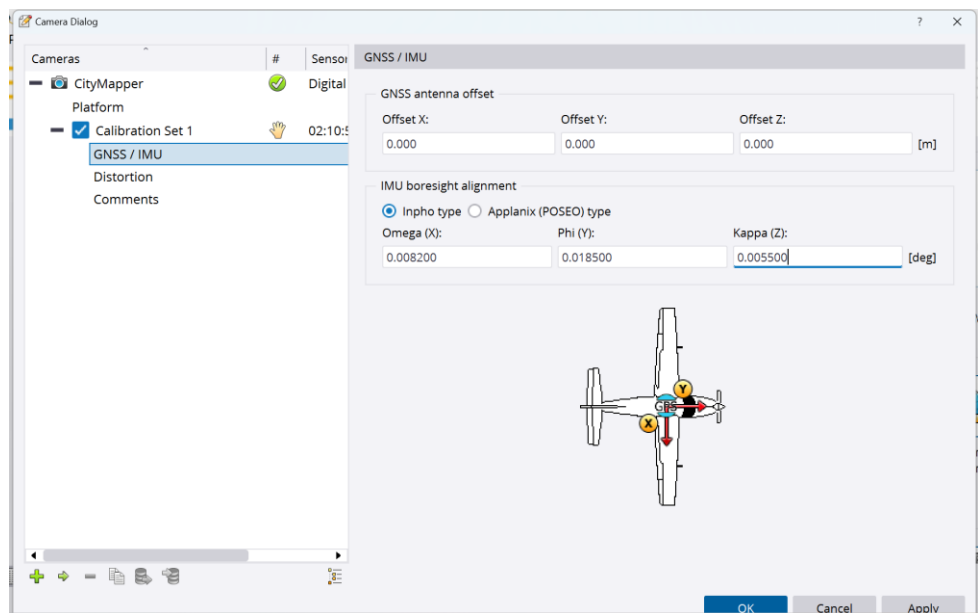 Camera Dialog
? ×
Cameras # Sensor GNSS / IMU
CityMapper Digital
Platform
Calibration Set 1 02:10:5
GNSS / IMU
Distortion
Comments
GNSS antenna offset
Offset X: Offset Y: Offset Z:
0.000 0.000 0.000 [m]
IMU boresight alignment
Inpho type Applanix (POSEO) type
Omega (X): Phi (Y): Kappa (Z):
0.008200 0.018500 0.005500 [deg]
Y
GPS
X
OK Cancel Apply